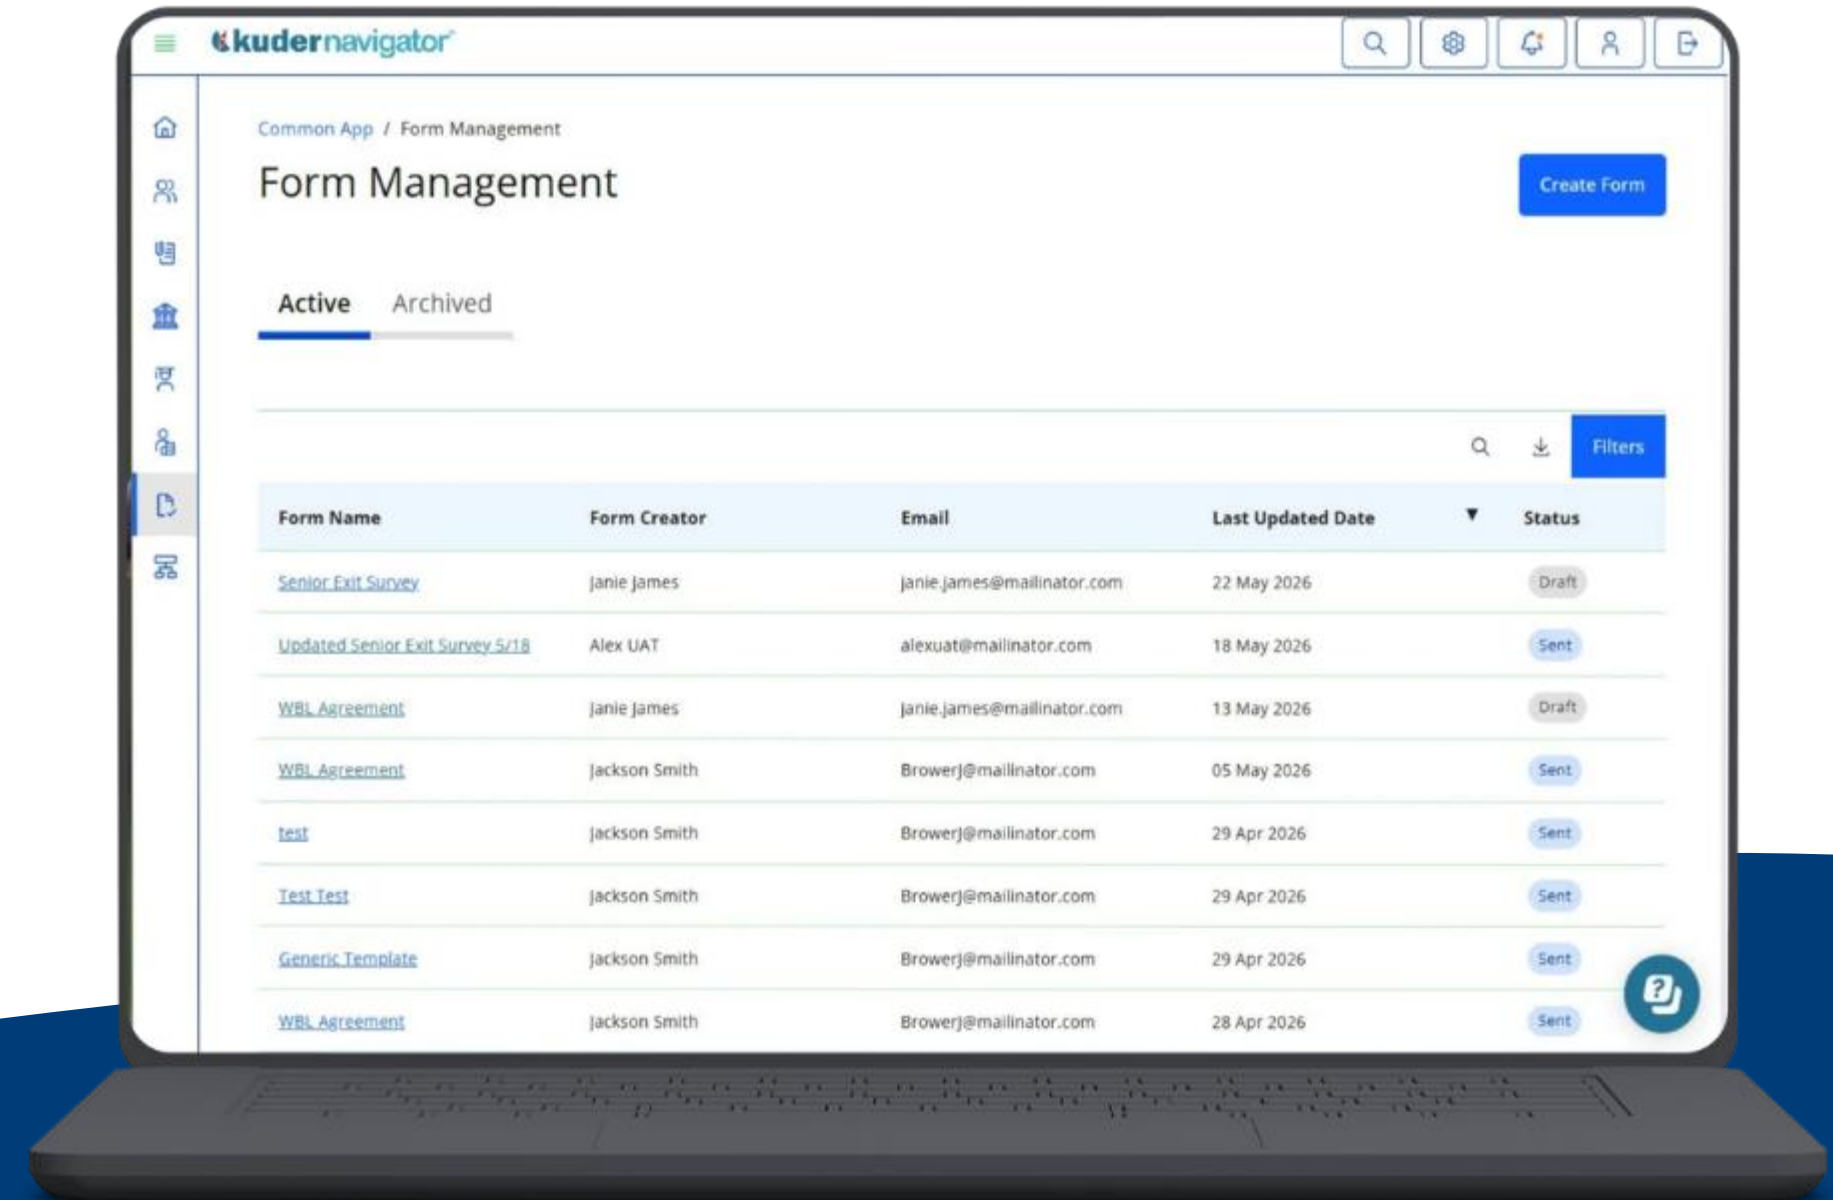 kudernavigator
Common App / Form Management
Form Management
Create Form
Active Archived
Filters
Form Name Form Creator Email Last Updated Date ▼ Status
Senior Exit Survey Janie James janie.james@mailinator.com 22 May 2026 Draft
Updated Senior Exit Survey 5/18 Alex UAT alexuat@mailinator.com 18 May 2026 Sent
WBL Agreement Janie James janie.james@mailinator.com 13 May 2026 Draft
WBL Agreement Jackson Smith BrowerJ@mailinator.com 05 May 2026 Sent
test Jackson Smith BrowerJ@mailinator.com 29 Apr 2026 Sent
Test Test Jackson Smith BrowerJ@mailinator.com 29 Apr 2026 Sent
Generic Template Jackson Smith BrowerJ@mailinator.com 29 Apr 2026 Sent
WBL Agreement Jackson Smith BrowerJ@mailinator.com 28 Apr 2026 Sent